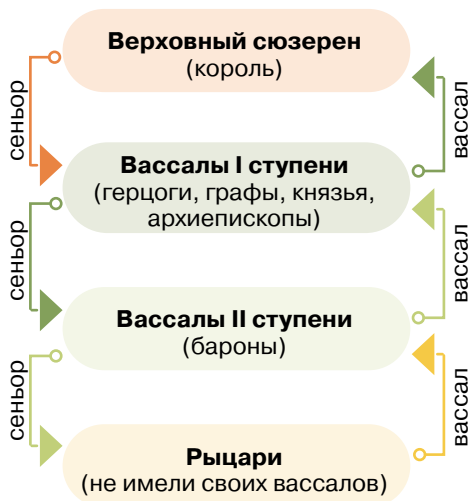 Верховный сюзерен
(король)
сеньор
вассал
Вассалы I ступени
(герцоги, графы, князья,
архиепископы)
сеньор
вассал
Вассалы II ступени
(бароны)
сеньор
вассал
Рыцари
(не имели своих вассалов)